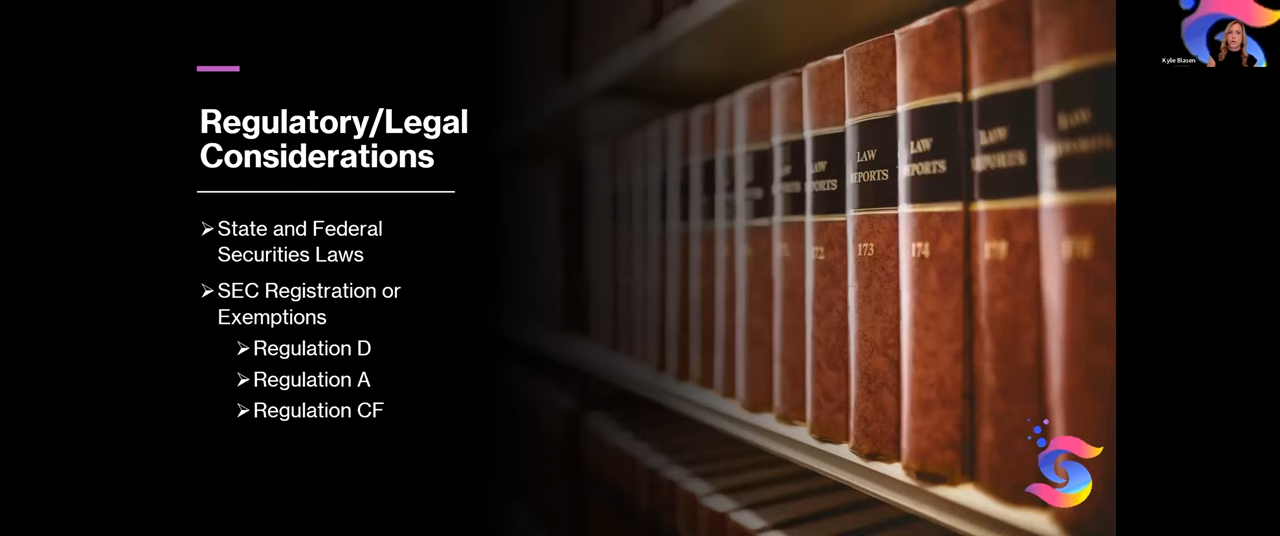 Regulatory/Legal
Considerations
➢State and Federal
Securities Laws
➢SEC Registration or
Exemptions
➢Regulation D
➢Regulation A
➢Regulation CF
LAW
REPORTS
173
LAW
REPORTS
174
Kylie Blasen